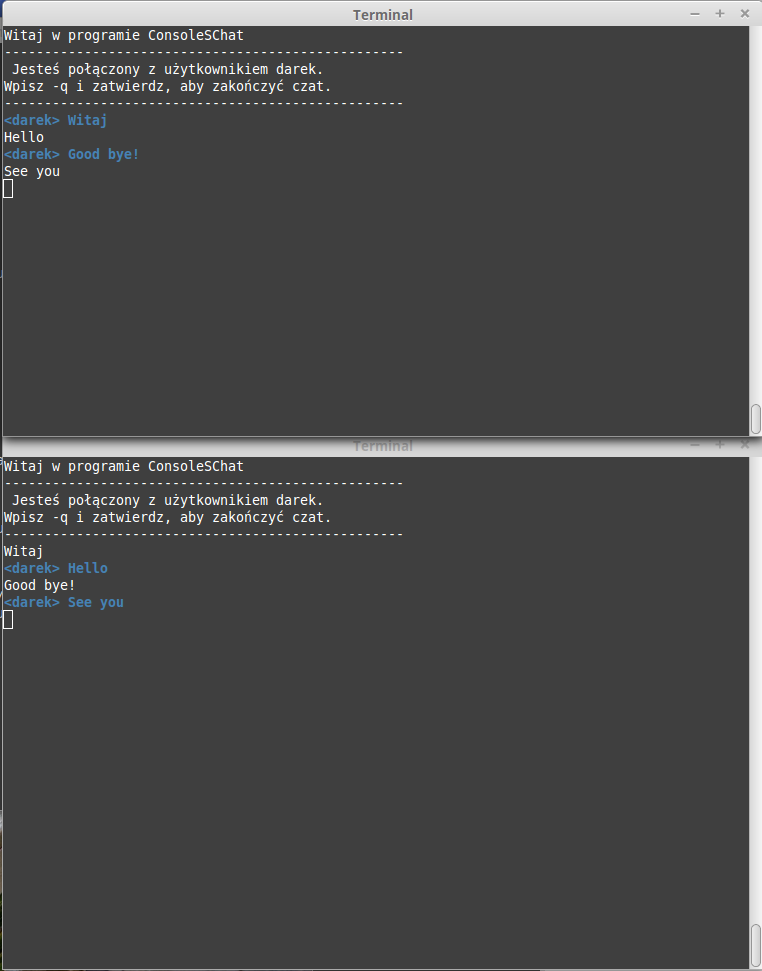 Terminal
Witaj w programie ConsoleSChat
--------------------------------------------------
Jesteś połączony z użytkownikiem darek.
Wpisz -q i zatwierdz, aby zakończyć czat.
--------------------------------------------------
<darek> Witaj
Hello
<darek> Good bye!
See you
Terminal
Witaj w programie ConsoleSChat
--------------------------------------------------
Jesteś połączony z użytkownikiem darek.
Wpisz -q i zatwierdz, aby zakończyć czat.
--------------------------------------------------
Witaj
<darek> Hello
Good bye!
<darek> See you